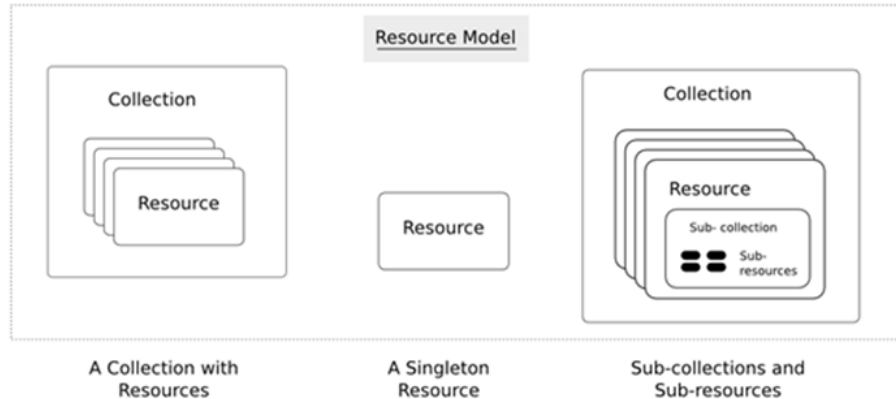 Resource Model
Collection
Resource
Resource
Collection
Resource
Sub- collection
Sub-
resources
A Collection with
Resources
A Singleton
Resource
Sub-collections and
Sub-resources